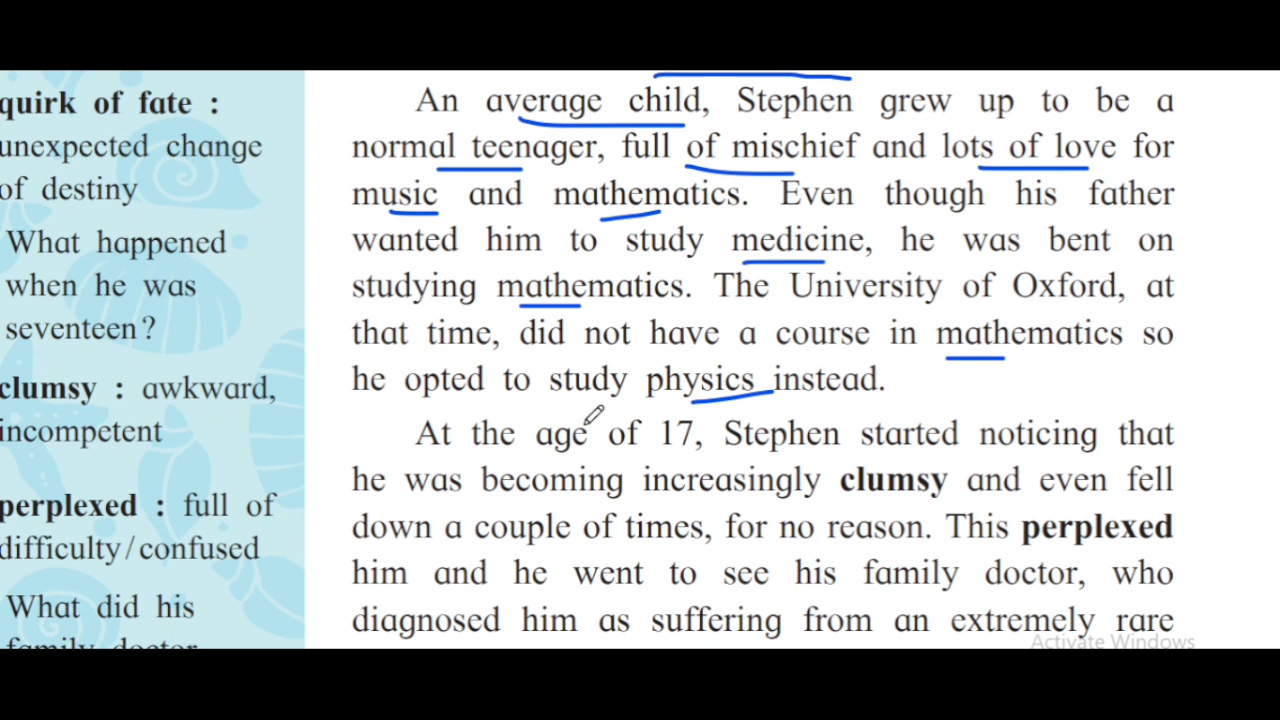 quirk of fate :
unexpected change
of destiny
What happened
when he was
seventeen?
clumsy : awkward,
incompetent
perplexed : full of
difficulty/confused
What did his
family doctor
An average child, Stephen grew up to be a
normal teenager, full of mischief and lots of love for
music and mathematics. Even though his father
wanted him to study medicine, he was bent on
studying mathematics. The University of Oxford, at
that time, did not have a course in mathematics so
he opted to study physics instead.
At the age of 17, Stephen started noticing that
he was becoming increasingly clumsy and even fell
down a couple of times, for no reason. This perplexed
him and he went to see his family doctor, who
diagnosed him as suffering from an extremely rare
Activate Windows